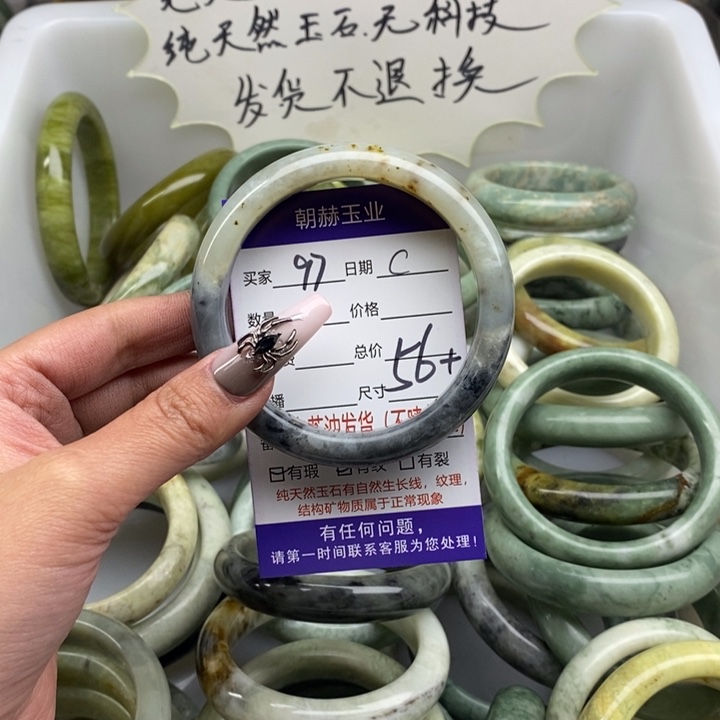 纯天然玉石.无科技
发货不退换
朝赫玉业
买家 97 日期 C
数量 价格
总价
尺寸 56+
有瑕 有纹 有裂
纯天然玉石有自然生长线，纹理，
结构矿物质属于正常现象
有任何问题，
请第一时间联系客服为您处理！